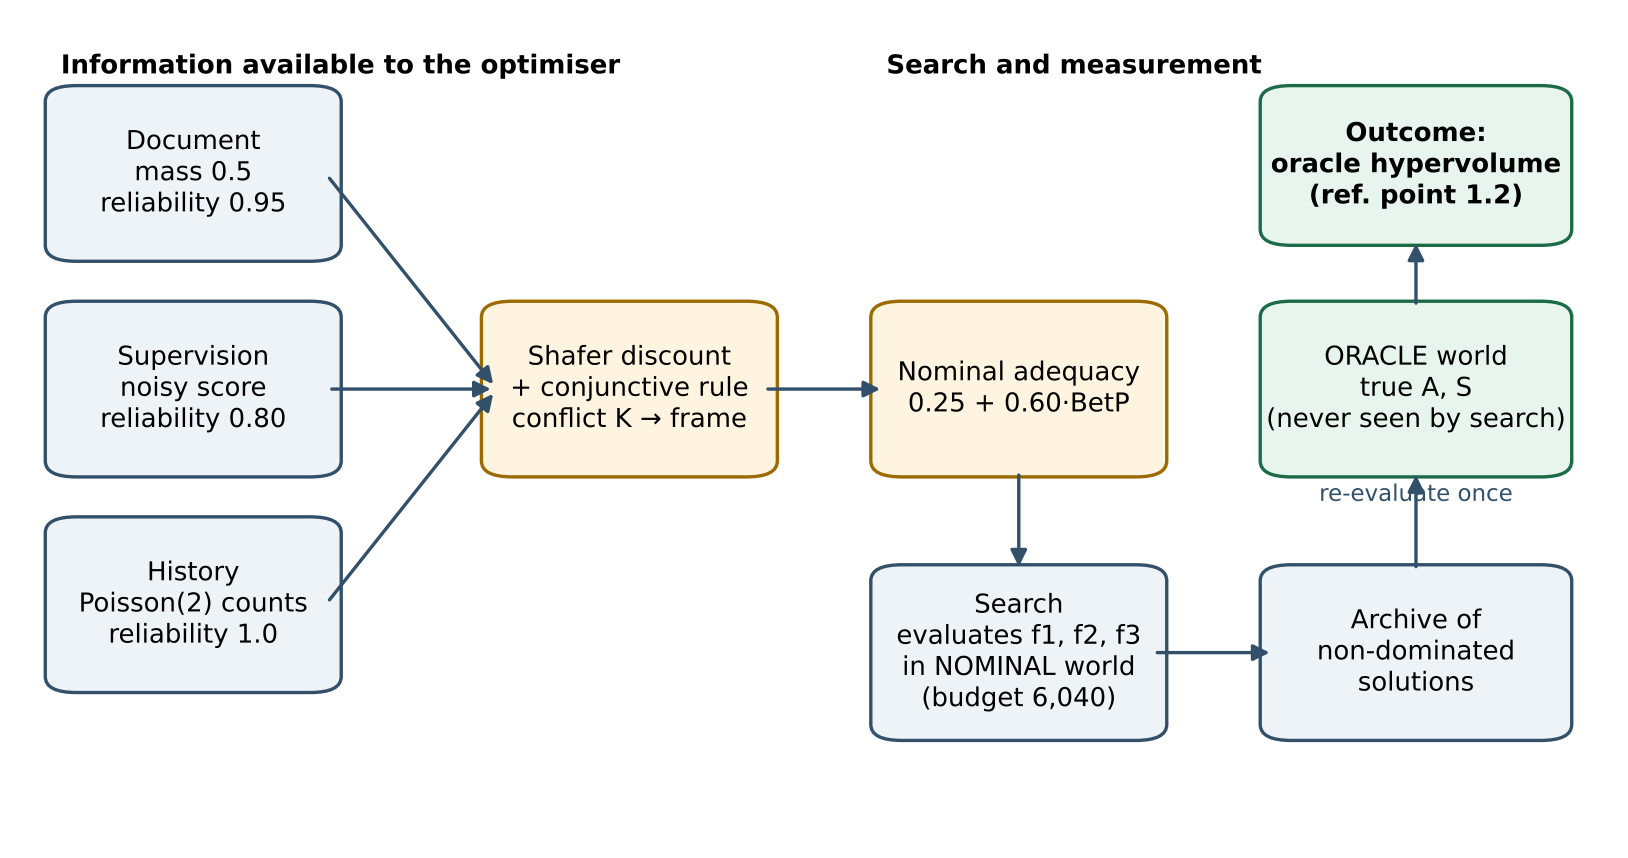 Information available to the optimiser
Document
mass 0.5
reliability 0.95
Supervision
noisy score
reliability 0.80
History
Poisson(2) counts
reliability 1.0
Shafer discount
+ conjunctive rule
conflict K → frame
Search and measurement
Nominal adequacy
0.25 + 0.60·BetP
Search
evaluates f1, f2, f3
in NOMINAL world
(budget 6,040)
Archive of
non-dominated
solutions
re-evaluate once
ORACLE world
true A, S
(never seen by search)
Outcome:
oracle hypervolume
(ref. point 1.2)